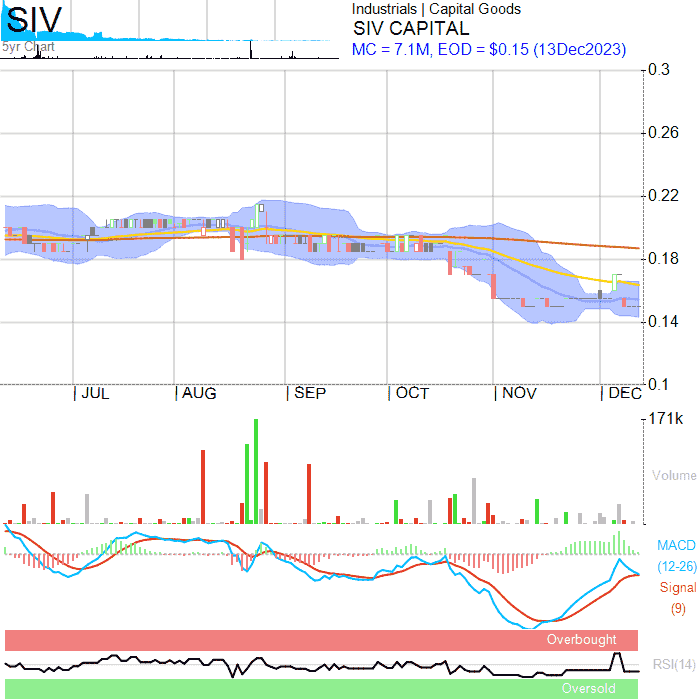 SIV
5yr Chart
Industrials | Capital Goods
SIV CAPITAL
MC = 7.1M, EOD = $0.15 (13Dec2023)
0.3
0.26
0.22
0.18
0.14
0.1
JUL
AUG
SEP
OCT
NOV
DEC
171k
Volume
MACD
(12-26)
Signal
(9)
Overbought
RSI(14)
Oversold